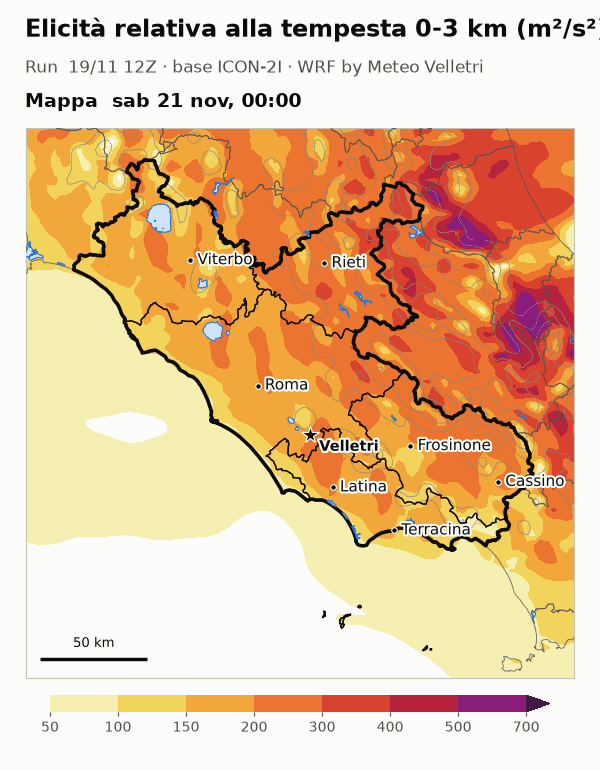 Elicità relativa alla tempesta 0-3 km (m²/s²)
Run 19/11 12Z · base ICON-2I · WRF by Meteo Velletri
Mappa sab 21 nov, 00:00
Viterbo
Rieti
Roma
Velletri
Frosinone
Cassino
Latina
Terracina
50 km
50 100 150 200 300 400 500 700